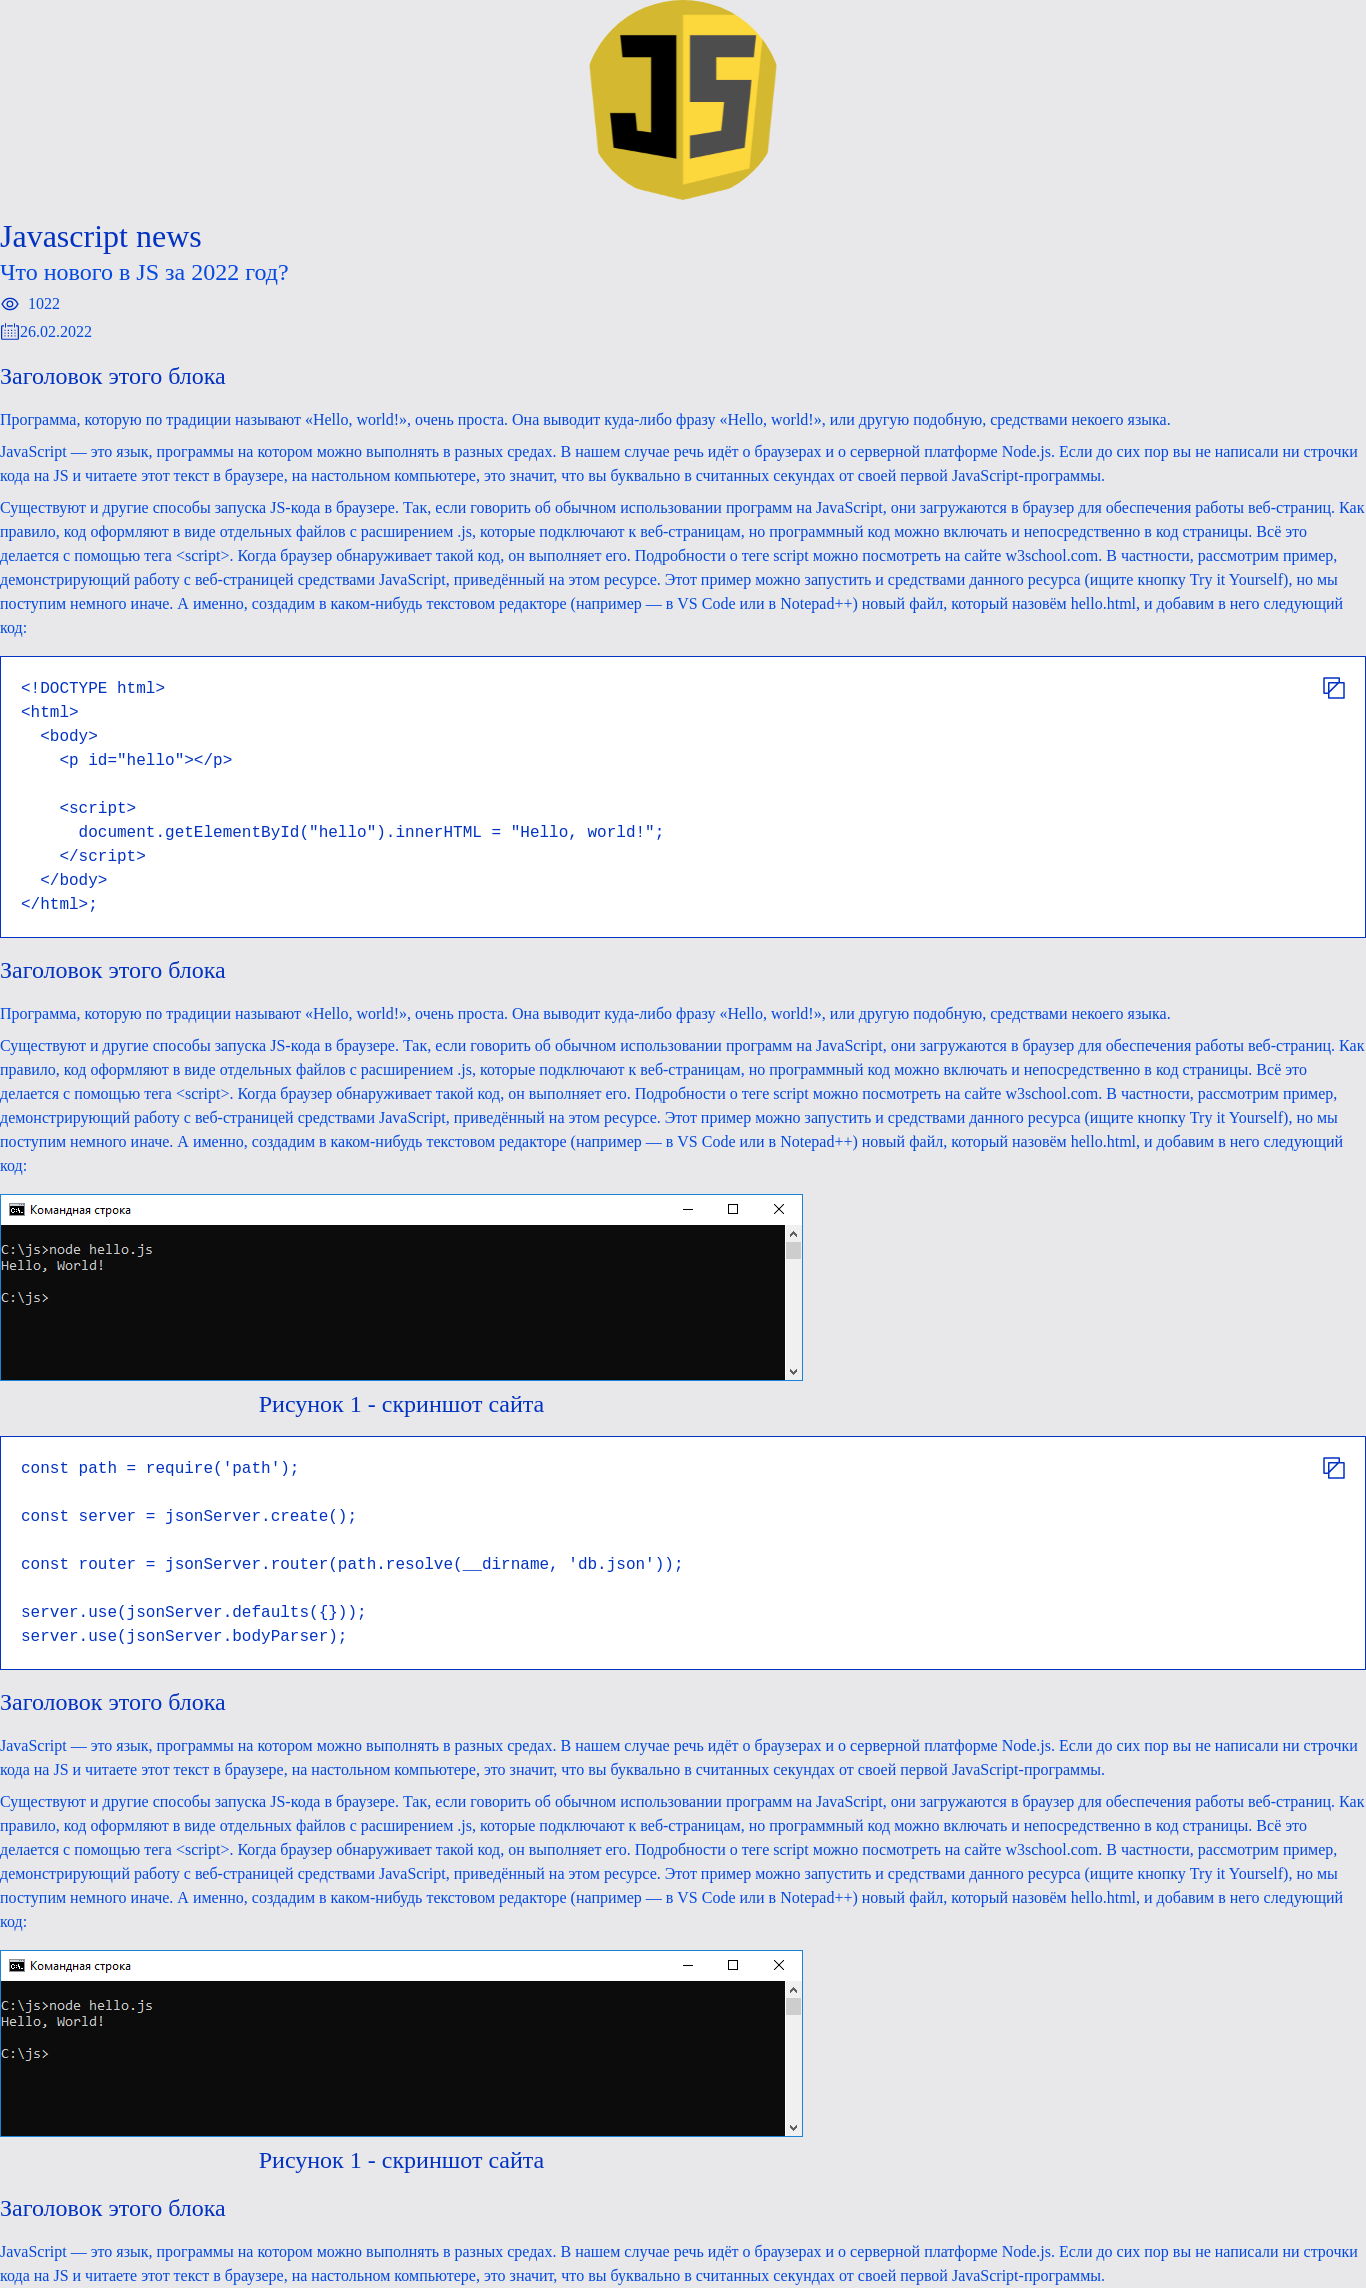 JS
Javascript news
Что нового в JS за 2022 год?
1022
26.02.2022
Заголовок этого блока
Программа, которую по традиции называют «Hello, world!», очень проста. Она выводит куда-либо фразу «Hello, world!», или другую подобную, средствами некоего языка.
JavaScript — это язык, программы на котором можно выполнять в разных средах. В нашем случае речь идёт о браузерах и о серверной платформе Node.js. Если до сих пор вы не написали ни строчки
кода на JS и читаете этот текст в браузере, на настольном компьютере, это значит, что вы буквально в считанных секундах от своей первой JavaScript-программы.
Существуют и другие способы запуска JS-кода в браузере. Так, если говорить об обычном использовании программ на JavaScript, они загружаются в браузер для обеспечения работы веб-страниц. Как
правило, код оформляют в виде отдельных файлов с расширением .js, которые подключают к веб-страницам, но программный код можно включать и непосредственно в код страницы. Всё это
делается с помощью тега <script>. Когда браузер обнаруживает такой код, он выполняет его. Подробности о теге script можно посмотреть на сайте w3school.com. В частности, рассмотрим пример,
демонстрирующий работу с веб-страницей средствами JavaScript, приведённый на этом ресурсе. Этот пример можно запустить и средствами данного ресурса (ищите кнопку Try it Yourself), но мы
поступим немного иначе. А именно, создадим в каком-нибудь текстовом редакторе (например — в VS Code или в Notepad++) новый файл, который назовём hello.html, и добавим в него следующий
код:
<!DOCTYPE html>
<html>
  <body>
    <p id="hello"></p>

    <script>
      document.getElementById("hello").innerHTML = "Hello, world!";
    </script>
  </body>
</html>;
Заголовок этого блока
Программа, которую по традиции называют «Hello, world!», очень проста. Она выводит куда-либо фразу «Hello, world!», или другую подобную, средствами некоего языка.
Существуют и другие способы запуска JS-кода в браузере. Так, если говорить об обычном использовании программ на JavaScript, они загружаются в браузер для обеспечения работы веб-страниц. Как
правило, код оформляют в виде отдельных файлов с расширением .js, которые подключают к веб-страницам, но программный код можно включать и непосредственно в код страницы. Всё это
делается с помощью тега <script>. Когда браузер обнаруживает такой код, он выполняет его. Подробности о теге script можно посмотреть на сайте w3school.com. В частности, рассмотрим пример,
демонстрирующий работу с веб-страницей средствами JavaScript, приведённый на этом ресурсе. Этот пример можно запустить и средствами данного ресурса (ищите кнопку Try it Yourself), но мы
поступим немного иначе. А именно, создадим в каком-нибудь текстовом редакторе (например — в VS Code или в Notepad++) новый файл, который назовём hello.html, и добавим в него следующий
код:
Командная строка
C:\js>node hello.js
Hello, World!
C:\js>
Рисунок 1 - скриншот сайта
const path = require('path');

const server = jsonServer.create();

const router = jsonServer.router(path.resolve(__dirname, 'db.json'));

server.use(jsonServer.defaults({}));
server.use(jsonServer.bodyParser);
Заголовок этого блока
JavaScript — это язык, программы на котором можно выполнять в разных средах. В нашем случае речь идёт о браузерах и о серверной платформе Node.js. Если до сих пор вы не написали ни строчки
кода на JS и читаете этот текст в браузере, на настольном компьютере, это значит, что вы буквально в считанных секундах от своей первой JavaScript-программы.
Существуют и другие способы запуска JS-кода в браузере. Так, если говорить об обычном использовании программ на JavaScript, они загружаются в браузер для обеспечения работы веб-страниц. Как
правило, код оформляют в виде отдельных файлов с расширением .js, которые подключают к веб-страницам, но программный код можно включать и непосредственно в код страницы. Всё это
делается с помощью тега <script>. Когда браузер обнаруживает такой код, он выполняет его. Подробности о теге script можно посмотреть на сайте w3school.com. В частности, рассмотрим пример,
демонстрирующий работу с веб-страницей средствами JavaScript, приведённый на этом ресурсе. Этот пример можно запустить и средствами данного ресурса (ищите кнопку Try it Yourself), но мы
поступим немного иначе. А именно, создадим в каком-нибудь текстовом редакторе (например — в VS Code или в Notepad++) новый файл, который назовём hello.html, и добавим в него следующий
код:
Командная строка
C:\js>node hello.js
Hello, World!
C:\js>
Рисунок 1 - скриншот сайта
Заголовок этого блока
JavaScript — это язык, программы на котором можно выполнять в разных средах. В нашем случае речь идёт о браузерах и о серверной платформе Node.js. Если до сих пор вы не написали ни строчки
кода на JS и читаете этот текст в браузере, на настольном компьютере, это значит, что вы буквально в считанных секундах от своей первой JavaScript-программы.